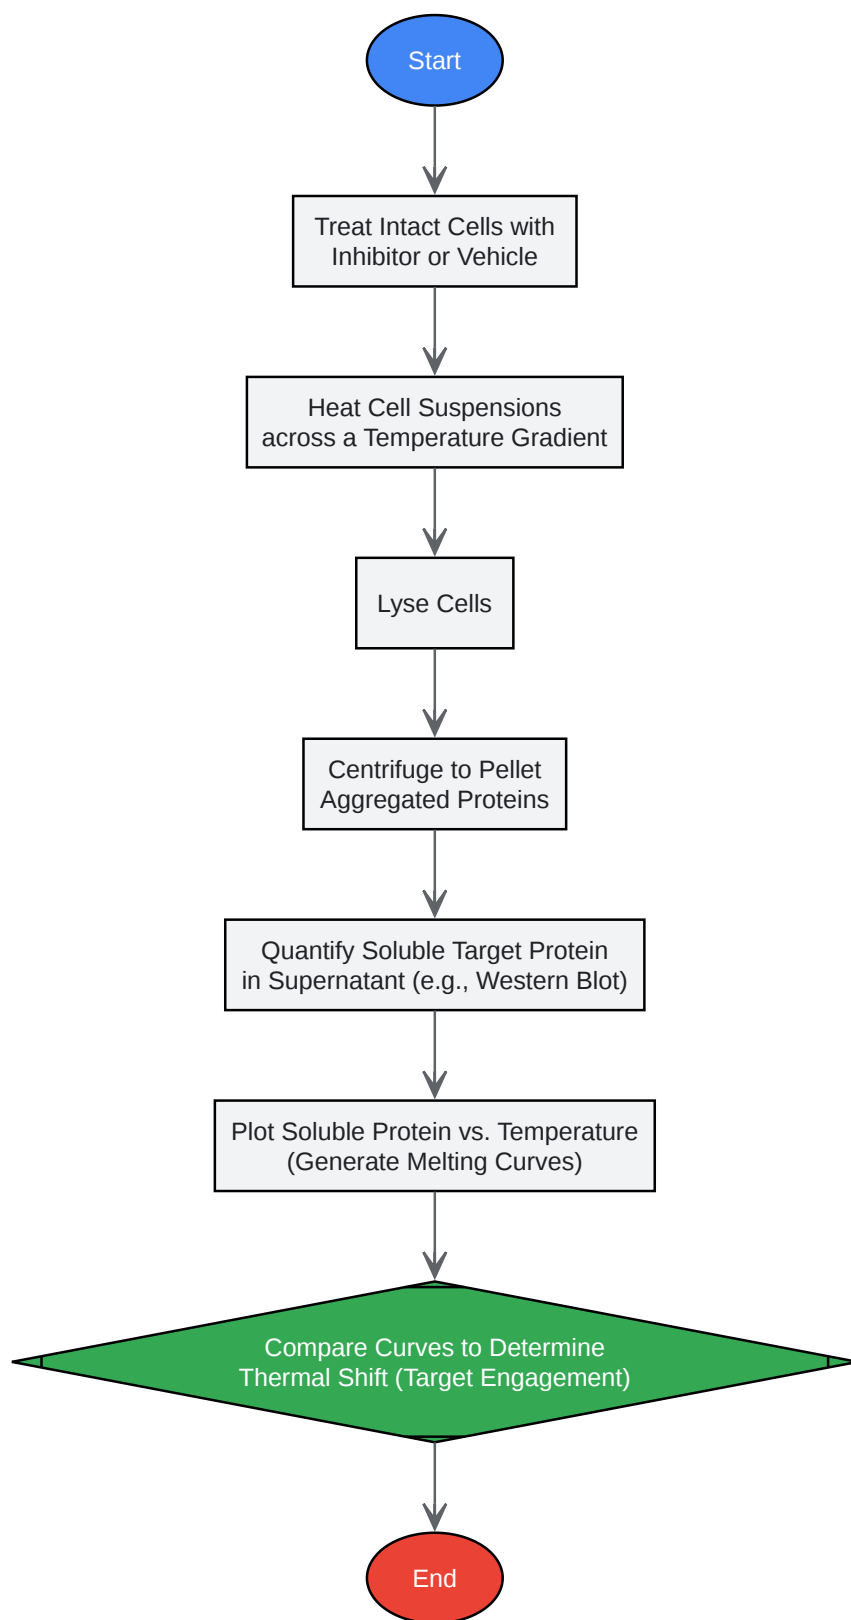 Start
Treat Intact Cells with
Inhibitor or Vehicle
Heat Cell Suspensions
across a Temperature Gradient
Lyse Cells
Centrifuge to Pellet
Aggregated Proteins
Quantify Soluble Target Protein
in Supernatant (e.g., Western Blot)
Plot Soluble Protein vs. Temperature
(Generate Melting Curves)
Compare Curves to Determine
Thermal Shift (Target Engagement)
End